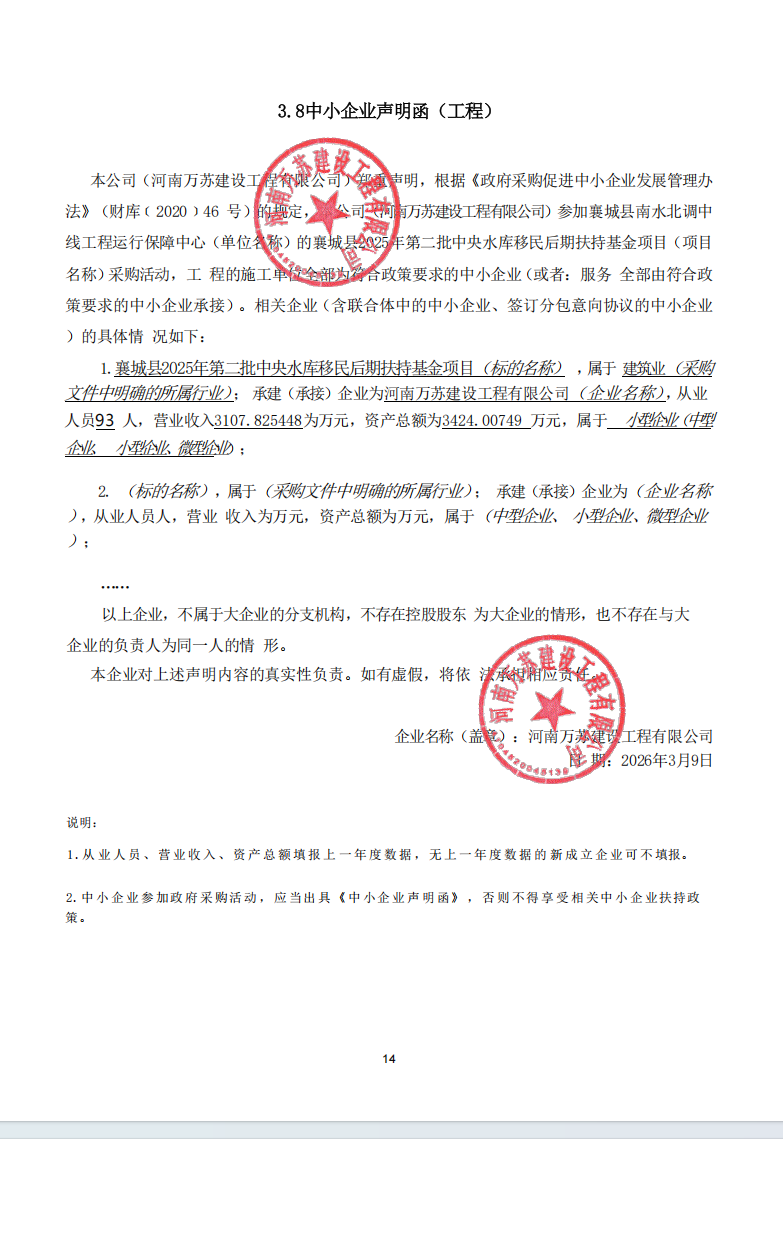 3.8中小企业声明函（工程）
本公司（河南万苏建设工程有限公司）郑重声明，根据《政府采购促进中小企业发展管理办
法》（财库﹝2020﹞46 号）的规定，本公司（河南万苏建设工程有限公司）参加襄城县南水北调中
线工程运行保障中心（单位名称）的襄城县2025年第二批中央水库移民后期扶持基金项目（项目
名称）采购活动，工 程的施工单位全部为符合政策要求的中小企业（或者：服务 全部由符合政
策要求的中小企业承接）。相关企业（含联合体中的中小企业、签订分包意向协议的中小企业
）的具体情 况如下：
1.襄城县2025年第二批中央水库移民后期扶持基金项目（标的名称） ，属于 建筑业（采购
文件中明确的所属行业）； 承建（承接）企业为河南万苏建设工程有限公司（企业名称），从业
人员93 人，营业收入3107.825448为万元，资产总额为3424.00749 万元，属于 小型企业（中型
企业、 小型企业、微型企业）；
2. （标的名称），属于（采购文件中明确的所属行业）； 承建（承接）企业为（企业名称
），从业人员人，营业 收入为万元，资产总额为万元，属于（中型企业、 小型企业、微型企业
）；
……
以上企业，不属于大企业的分支机构，不存在控股股东 为大企业的情形，也不存在与大
企业的负责人为同一人的情 形。
本企业对上述声明内容的真实性负责。如有虚假，将依 法承担相应责任。
企业名称（盖章）：河南万苏建设工程有限公司
日 期：2026年3月9日
河南万苏建设工程有限公司
河南万苏建设工程有限公司
说明：
1.从业人员、营业收入、资产总额填报上一年度数据，无上一年度数据的新成立企业可不填报。
2.中小企业参加政府采购活动，应当出具《中小企业声明函》，否则不得享受相关中小企业扶持政
策。
14